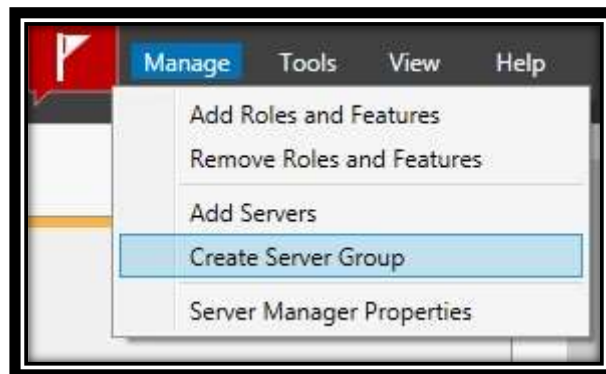 Manage Tools View Help
Add Roles and Features
Remove Roles and Features
Add Servers
Create Server Group
Server Manager Properties